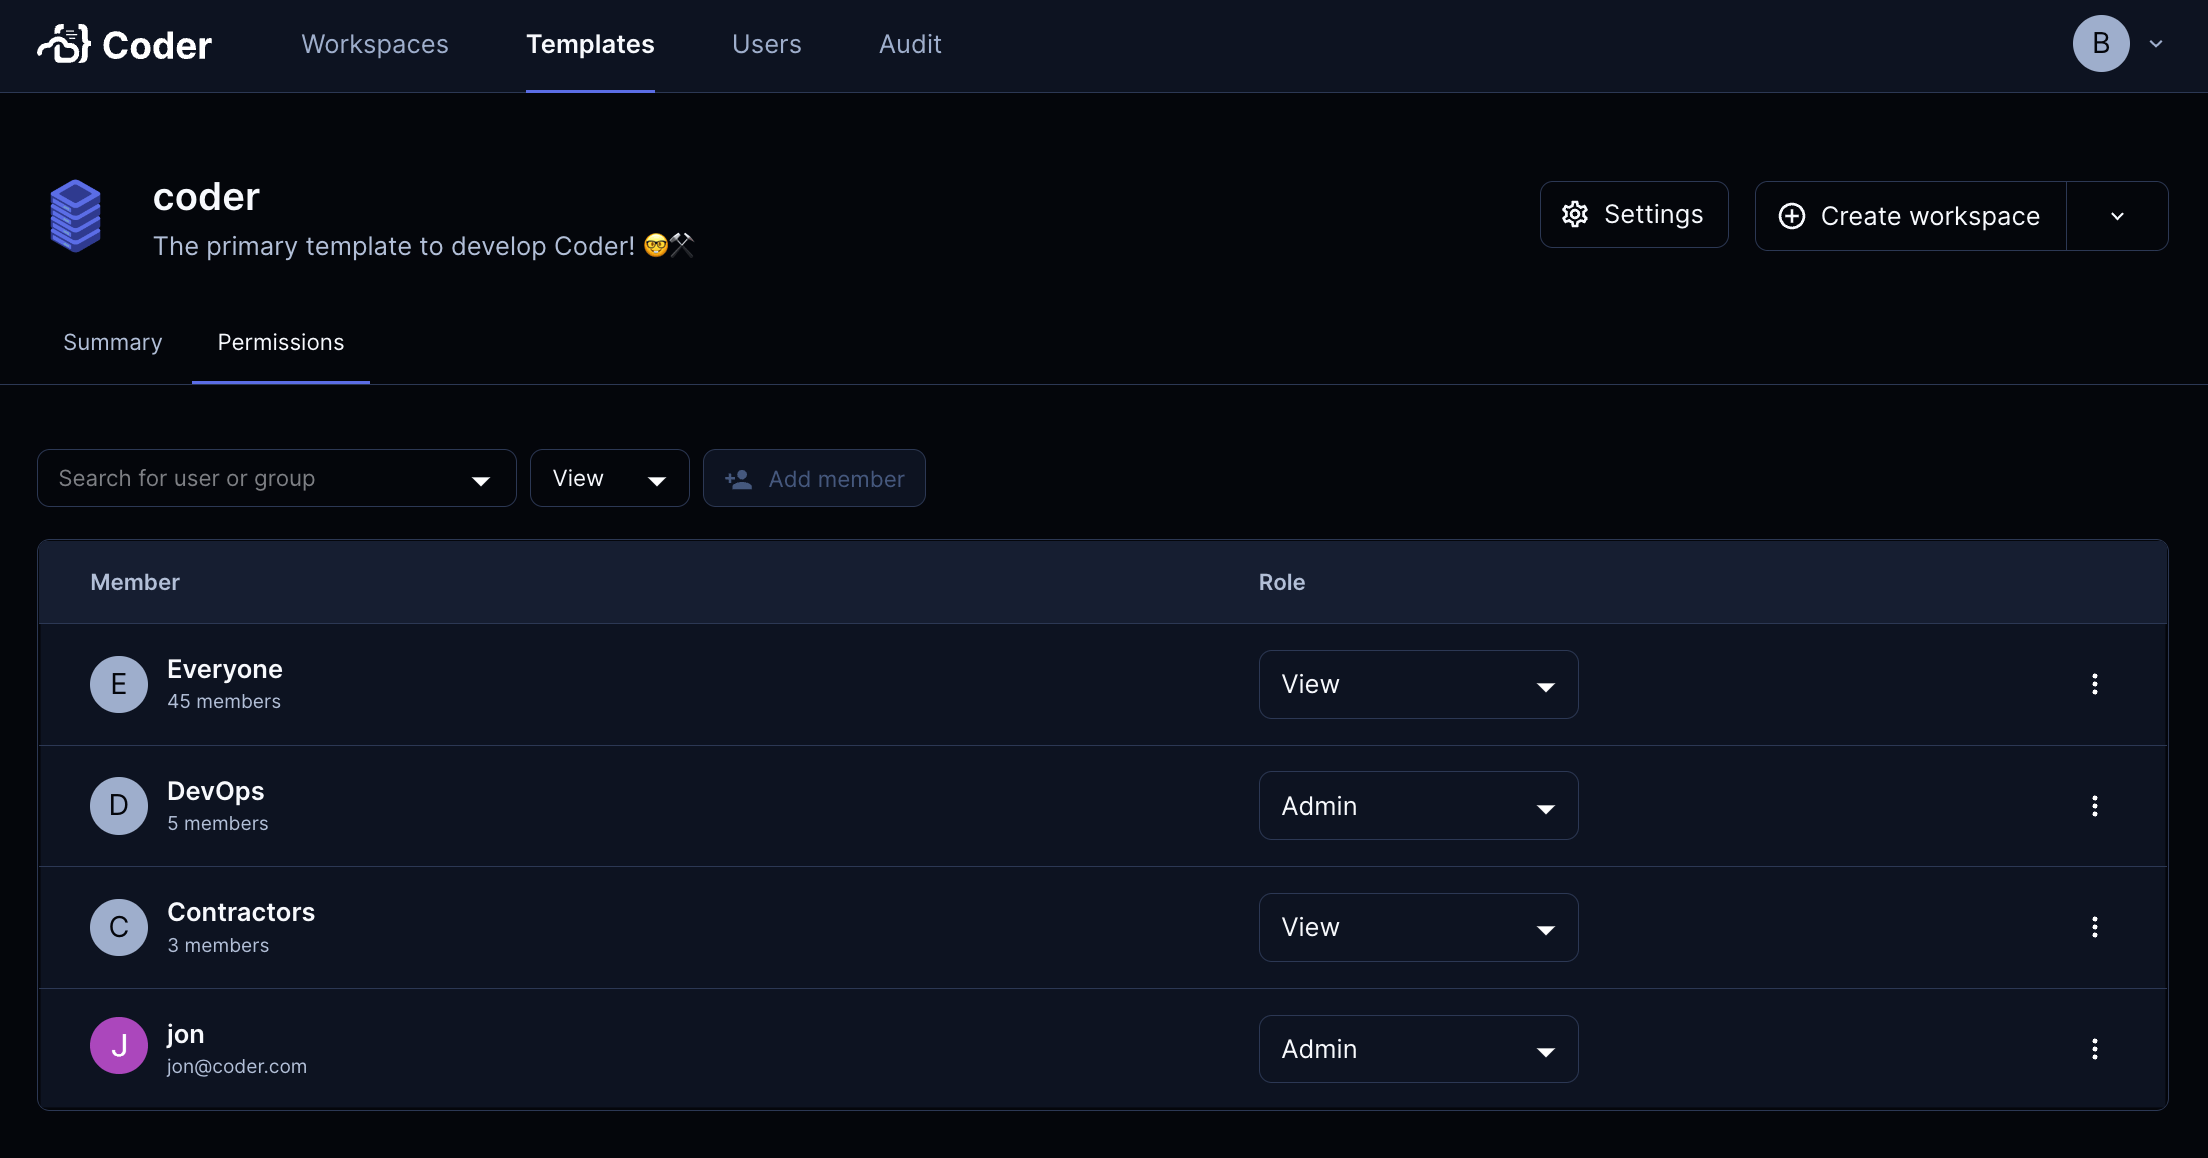 Coder
Workspaces
Templates
Users
Audit
B
coder
The primary template to develop Coder! 🤓⚒️
Settings
Create workspace
Summary
Permissions
Search for user or group
View
Add member
Member
Role
E
Everyone
45 members
View
D
DevOps
5 members
Admin
C
Contractors
3 members
View
J
jon
jon@coder.com
Admin